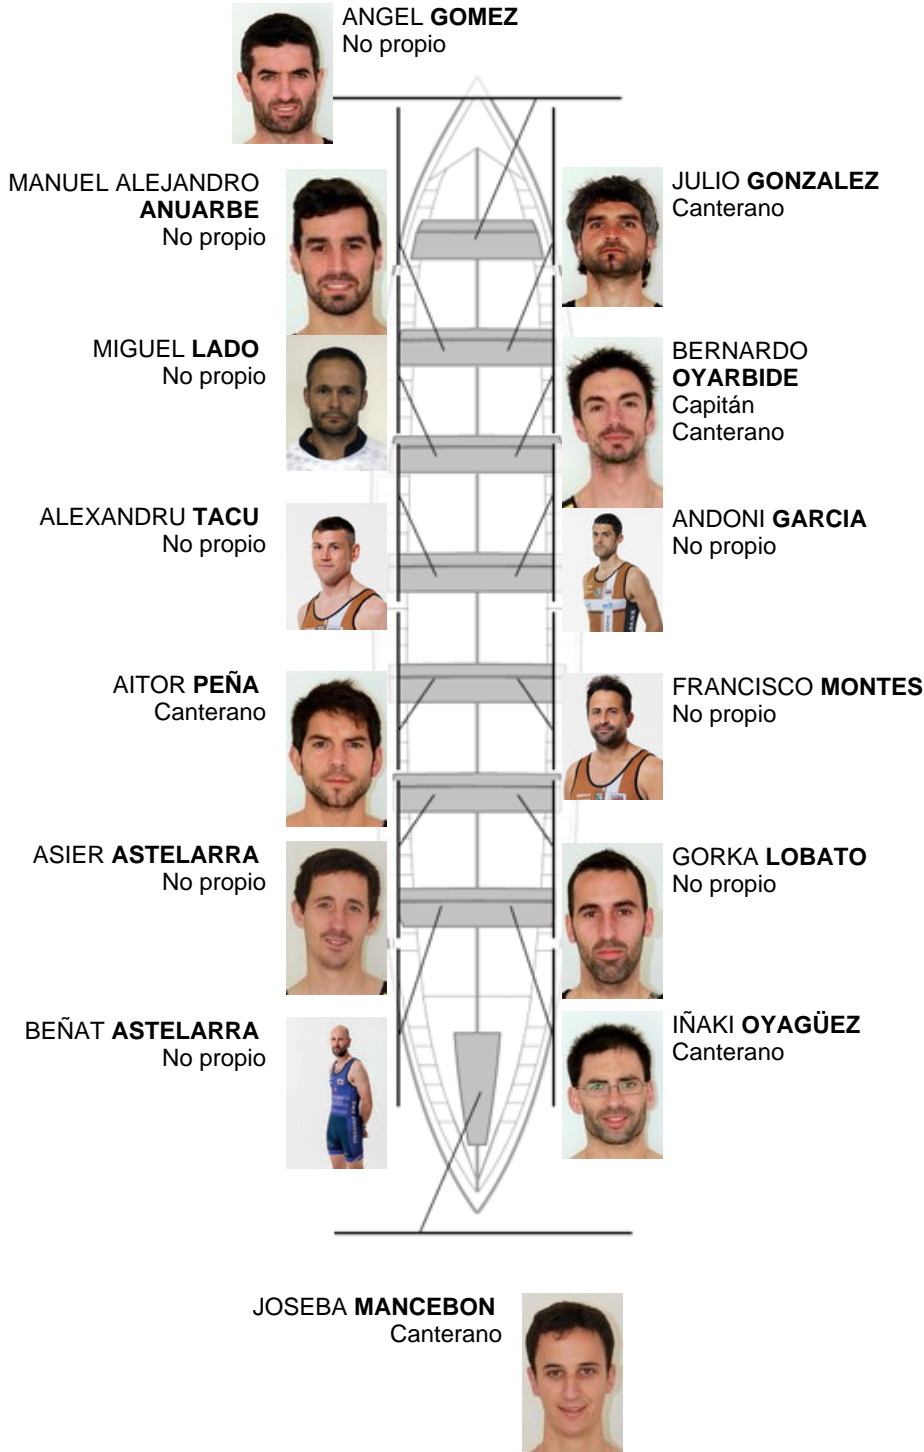 ANGEL GOMEZ
No propio
MANUEL ALEJANDRO
ANUARBE
No propio
JULIO GONZALEZ
Canterano
MIGUEL LADO
No propio
BERNARDO
OYARBIDE
Capitán
Canterano
ALEXANDRU TACU
No propio
ANDONI GARCIA
No propio
AITOR PEÑA
Canterano
FRANCISCO MONTES
No propio
ASIER ASTELARRA
No propio
GORKA LOBATO
No propio
BEÑAT ASTELARRA
No propio
IÑAKI OYAGÜEZ
Canterano
JOSEBA MANCEBON
Canterano